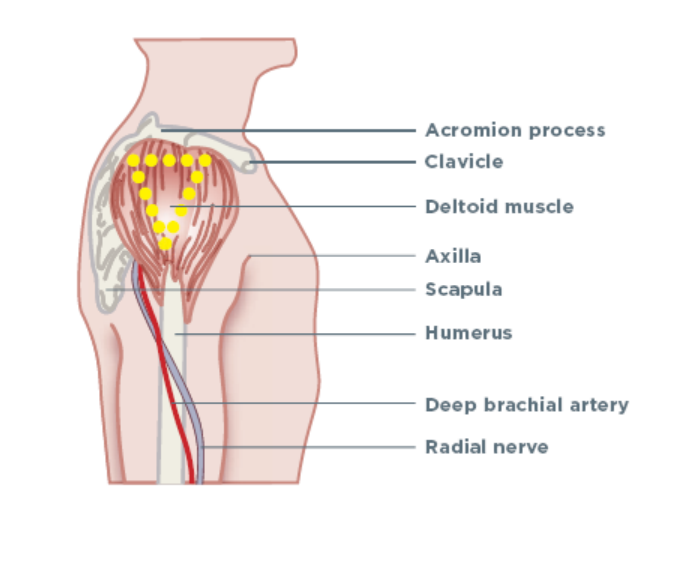 Acromion process
Clavicle
Deltoid muscle
Axilla
Scapula
Humerus
Deep brachial artery
Radial nerve